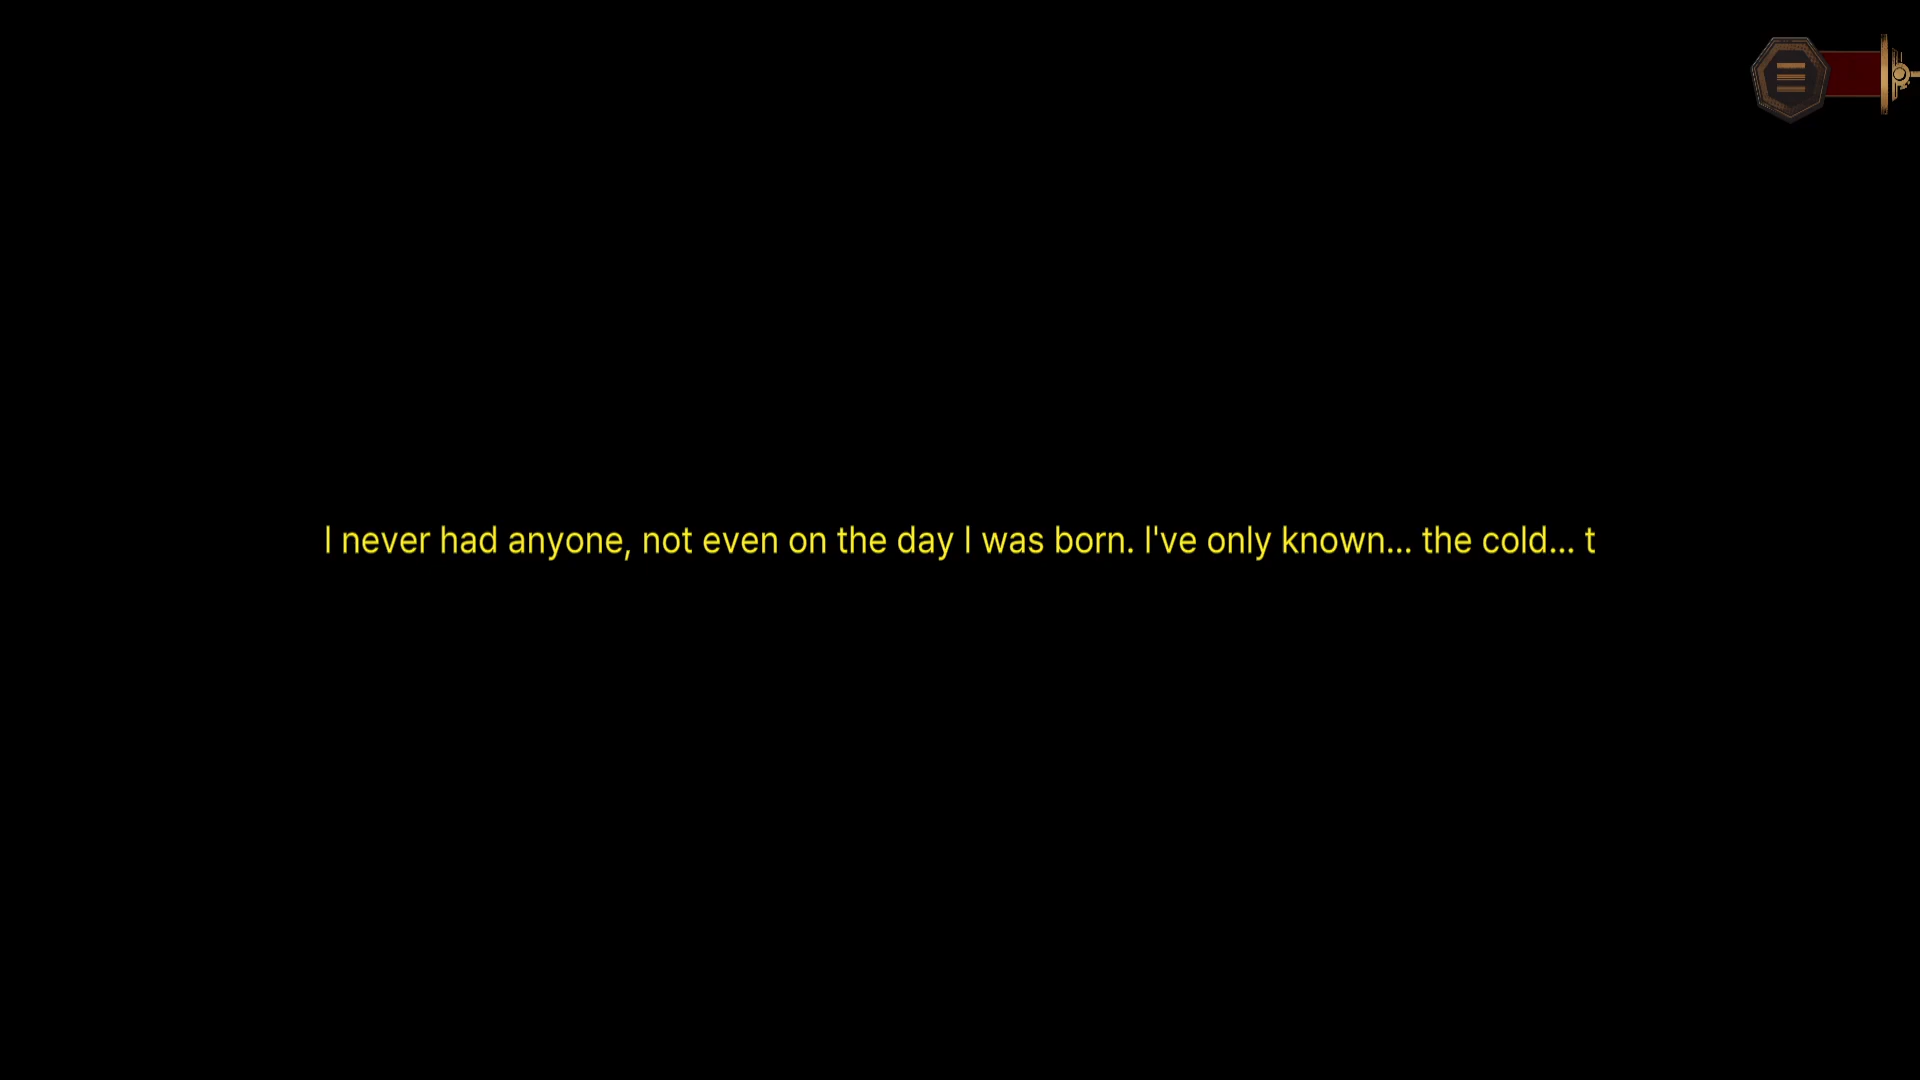 I never had anyone, not even on the day I was born. I've only known... the cold... t